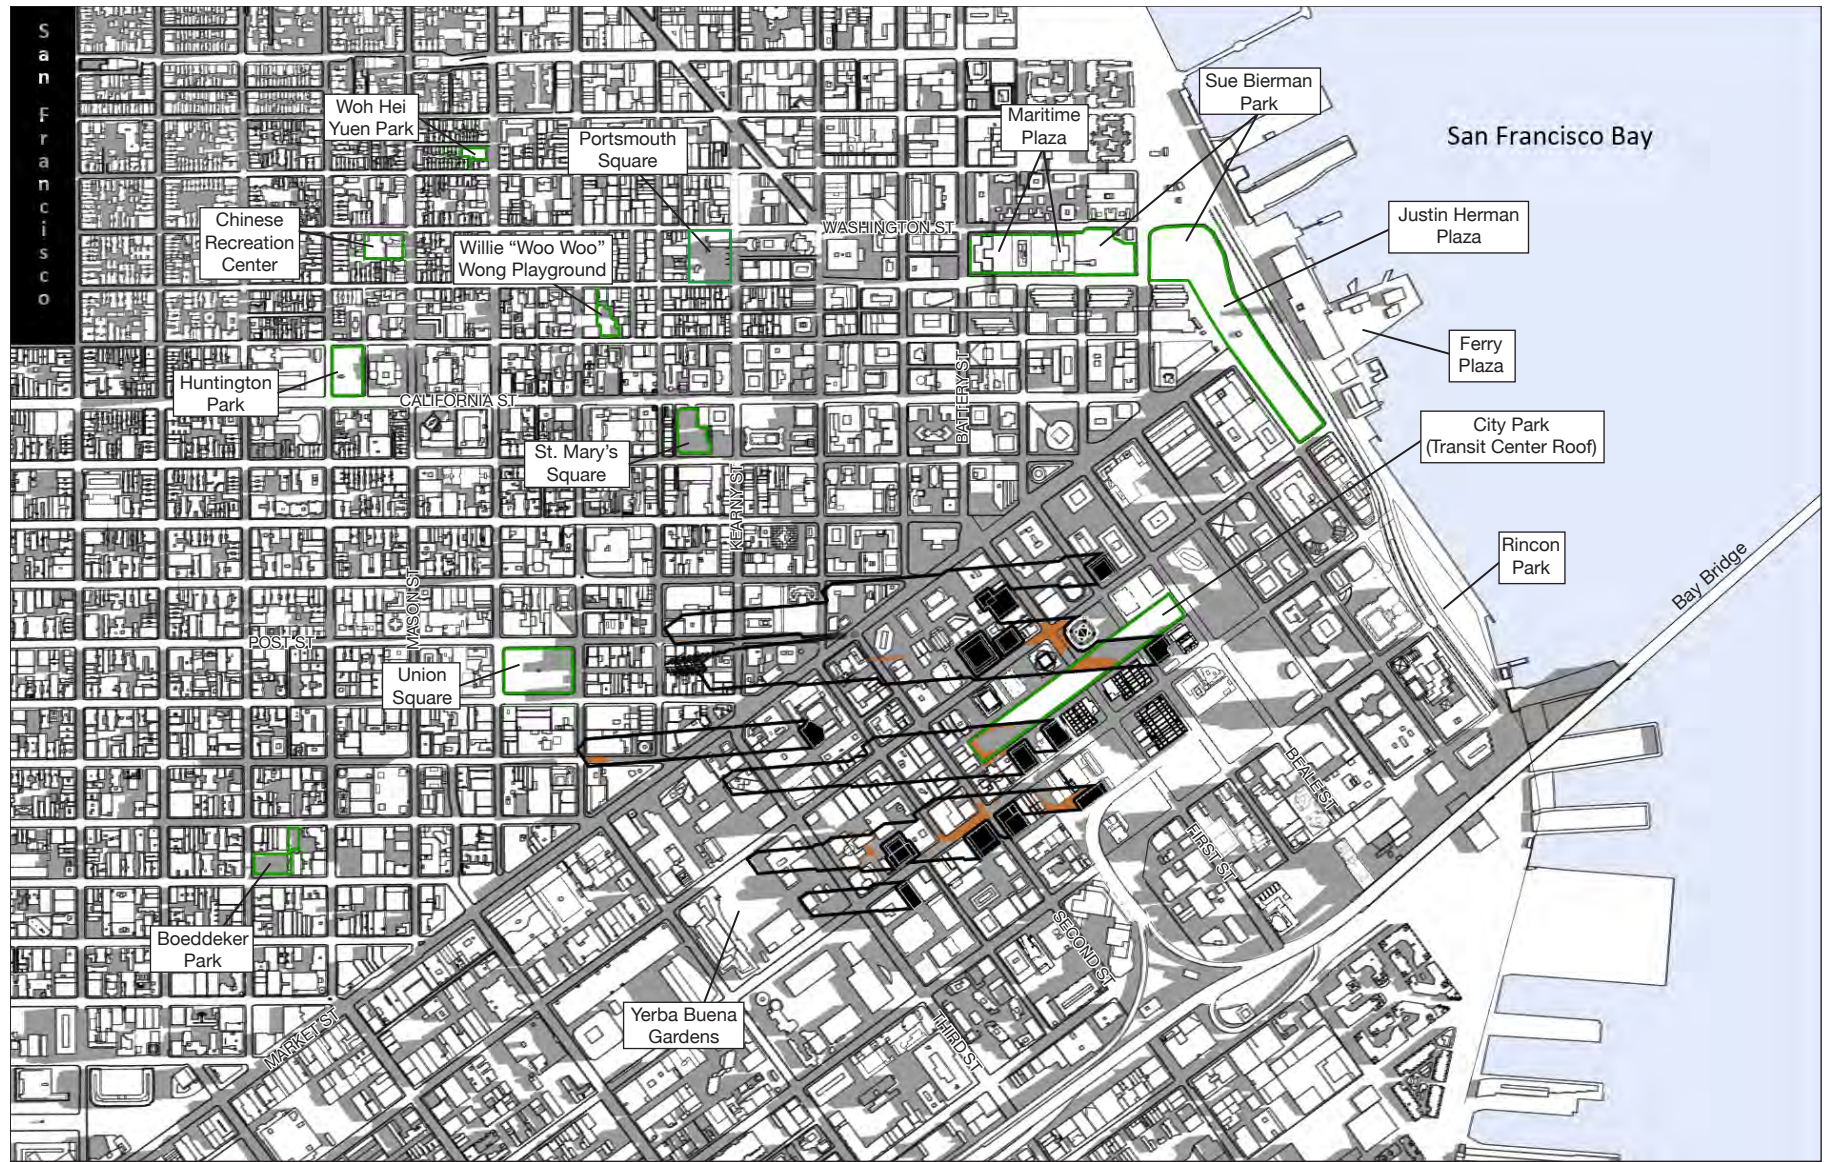 San Francisco
Woh Hei
Yuen Park
Portsmouth
Square
Maritime
Plaza
Sue Bierman
Park
San Francisco Bay
Chinese
Recreation
Center
Willie “Woo Woo”
Wong Playground
WASHINGTON ST
Justin Herman
Plaza
Ferry
Plaza
Huntington
Park
CALIFORNIA ST
BATTERY ST
City Park
(Transit Center Roof)
St. Mary’s
Square
KEARNY ST
Rincon
Park
Bay Bridge
MASON ST
POST ST
Union
Square
BEALE ST
FIRST ST
Boeddeker
Park
SECOND ST
Yerba Buena
Gardens
MARKET ST
THIRD ST